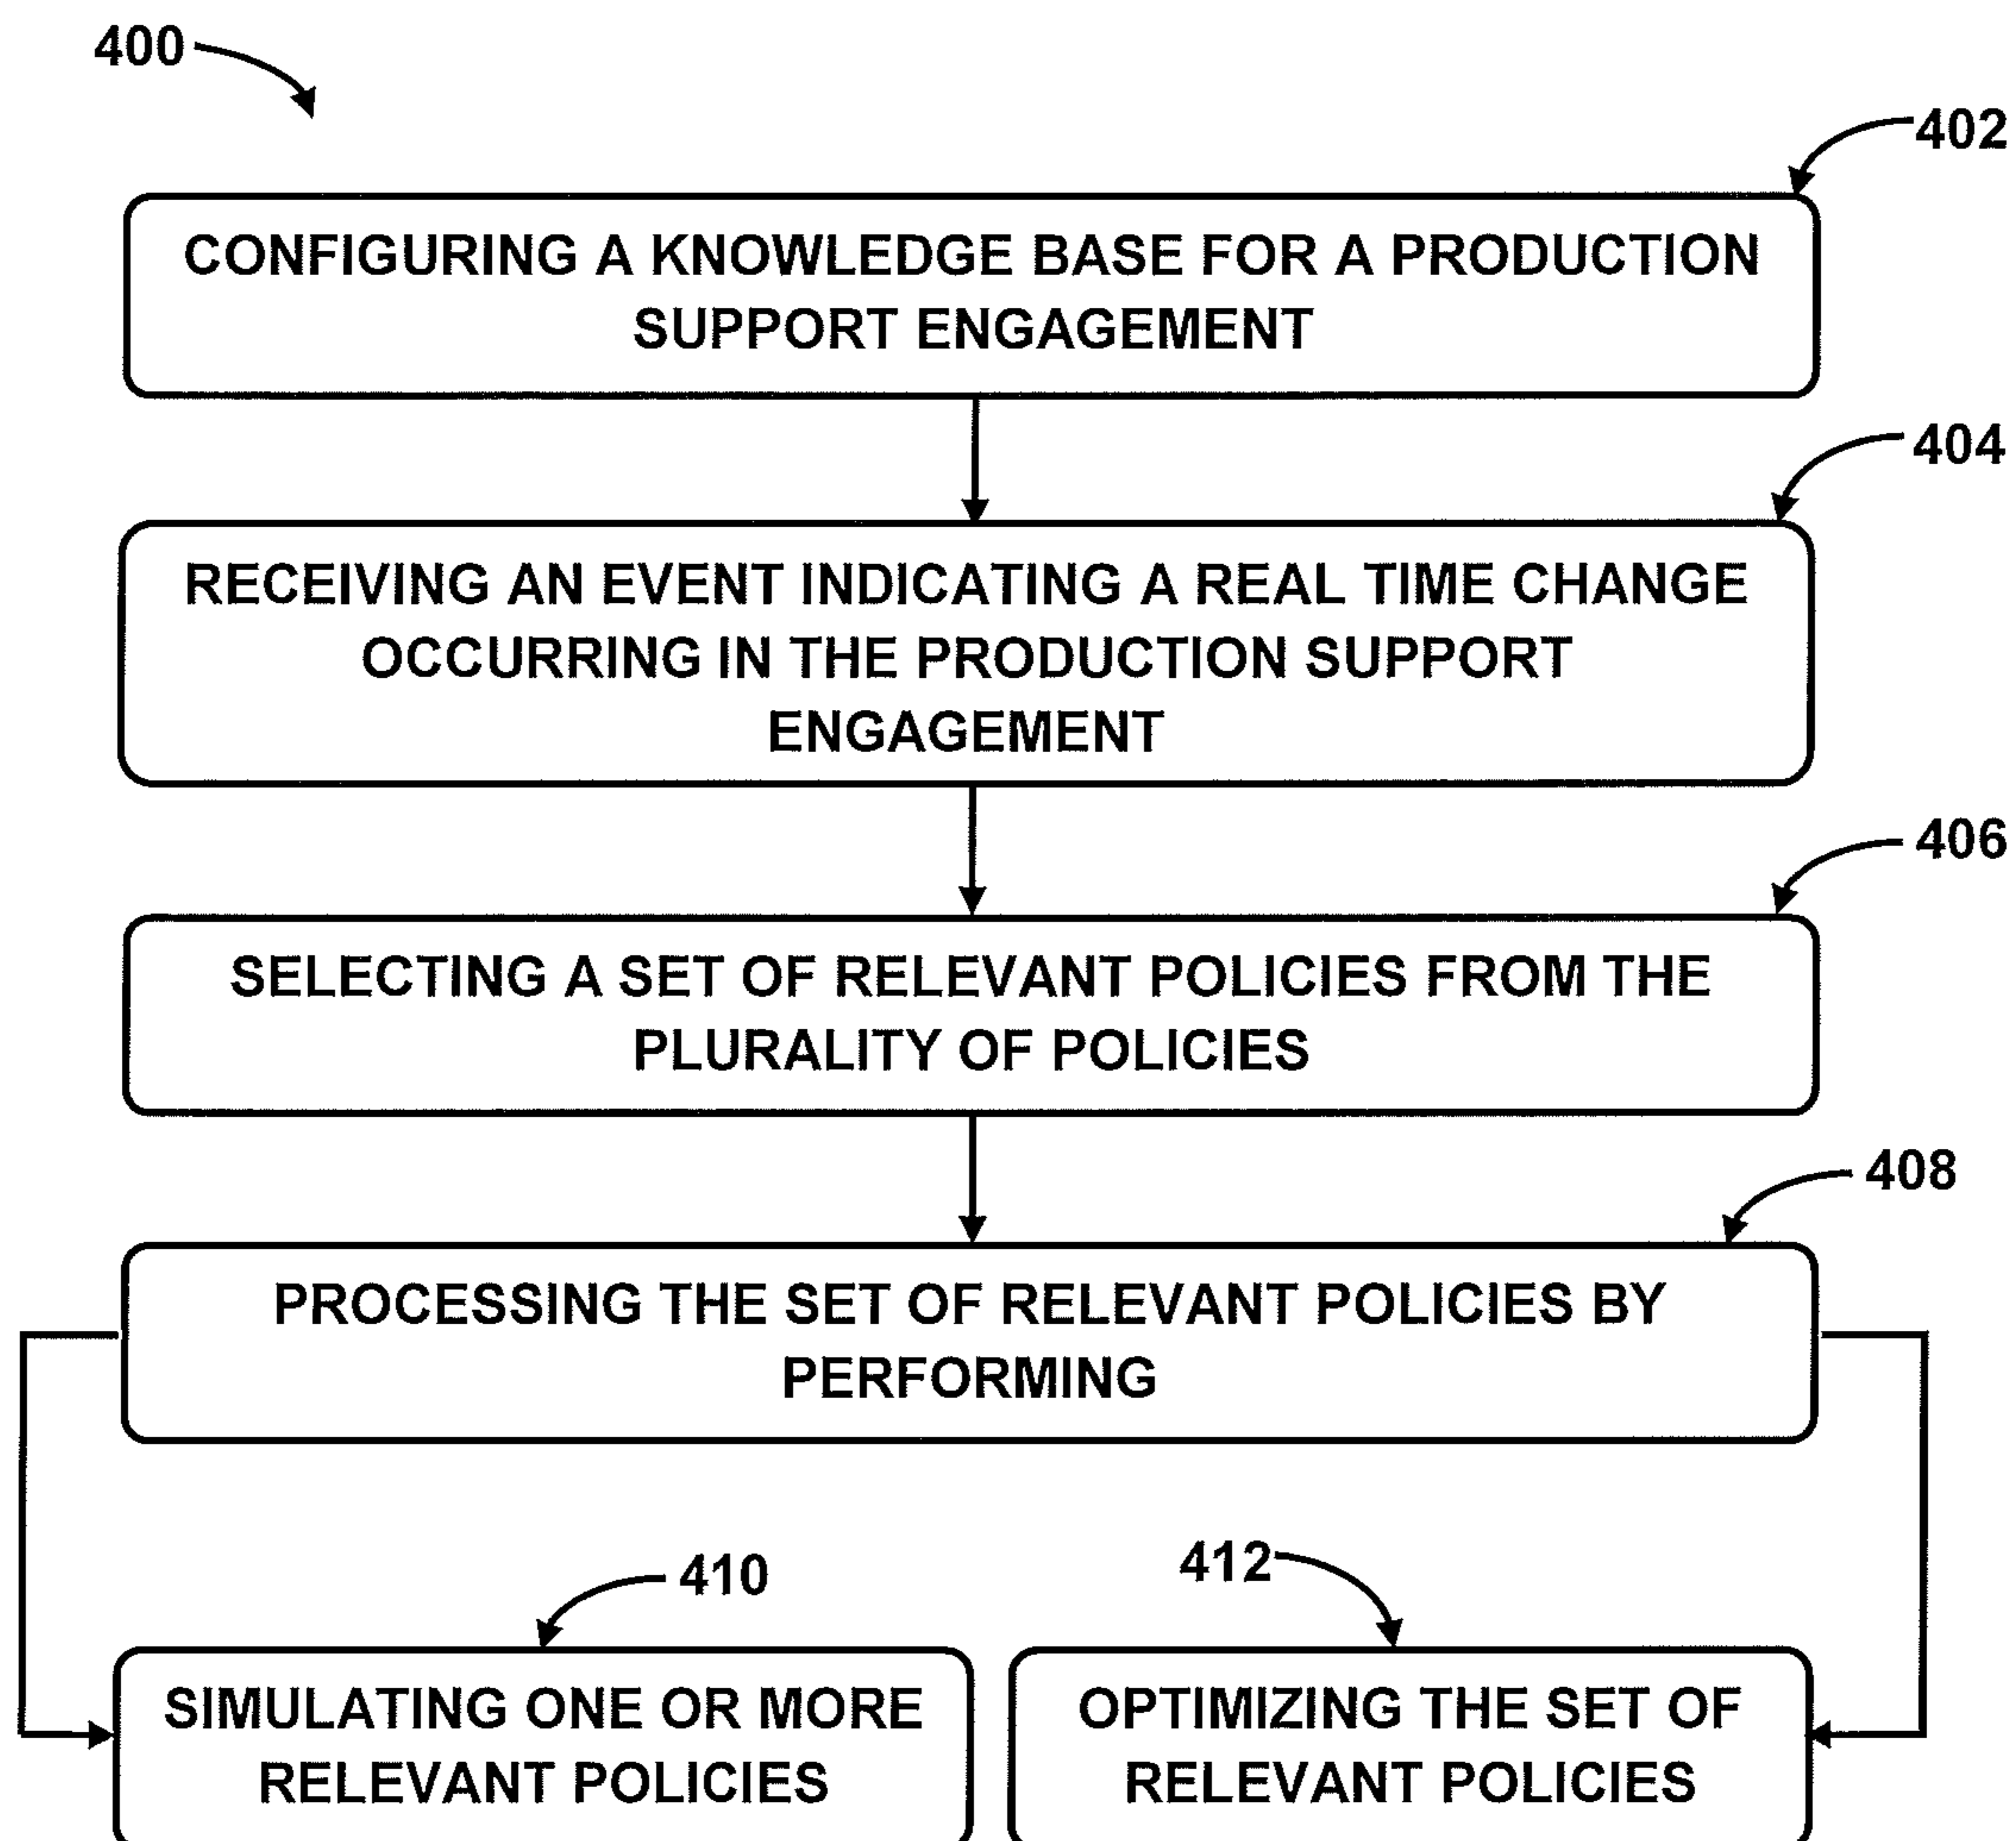 400
402
CONFIGURING A KNOWLEDGE BASE FOR A PRODUCTION
SUPPORT ENGAGEMENT
404
RECEIVING AN EVENT INDICATING A REAL TIME CHANGE
OCCURRING IN THE PRODUCTION SUPPORT
ENGAGEMENT
406
SELECTING A SET OF RELEVANT POLICIES FROM THE
PLURALITY OF POLICIES
408
PROCESSING THE SET OF RELEVANT POLICIES BY
PERFORMING
410
SIMULATING ONE OR MORE
RELEVANT POLICIES
412
OPTIMIZING THE SET OF
RELEVANT POLICIES